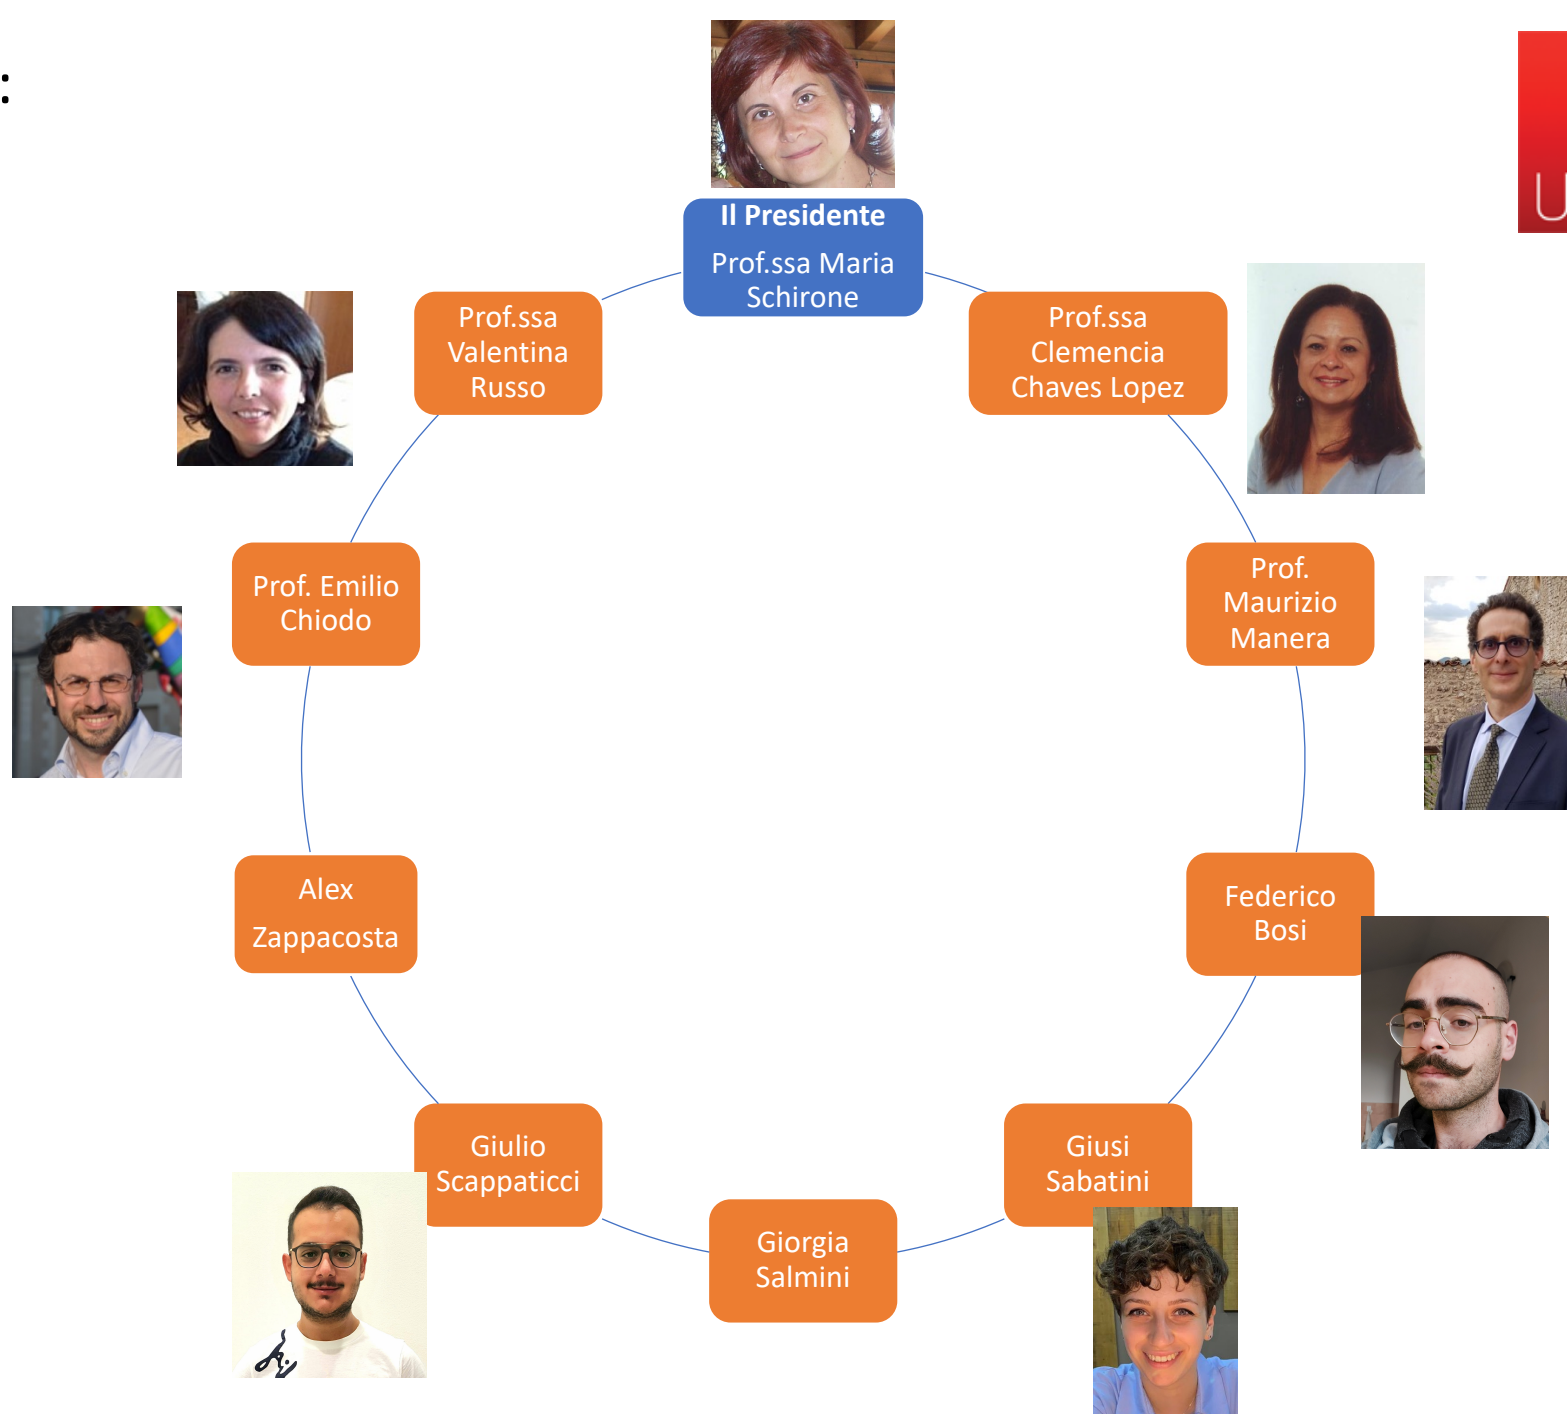 :
U
Il Presidente
Prof.ssa Maria
Schirone
Prof.ssa
Valentina
Russo
Prof.ssa
Clemencia
Chaves Lopez
Prof. Emilio
Chiodo
Prof.
Maurizio
Manera
Alex
Zappacosta
Federico
Bosi
Giulio
Scappaticci
Giusi
Sabatini
Giorgia
Salmini